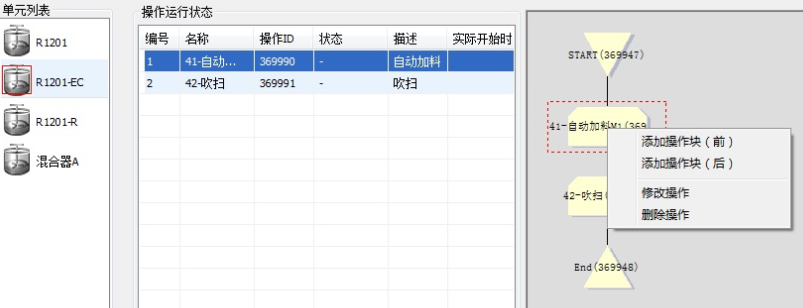 单元列表
R1201
R1201-EC
R1201-R
混合器A
操作运行状态
编号 名称 操作ID 状态 描述 实际开始时
1 41-自动... 369990 - 自动加料
2 42-吹扫 369991 - 吹扫
START(369947)
41-自动加料M1(369
添加操作块（前）
添加操作块（后）
修改操作
删除操作
42-吹扫(
End(369948)